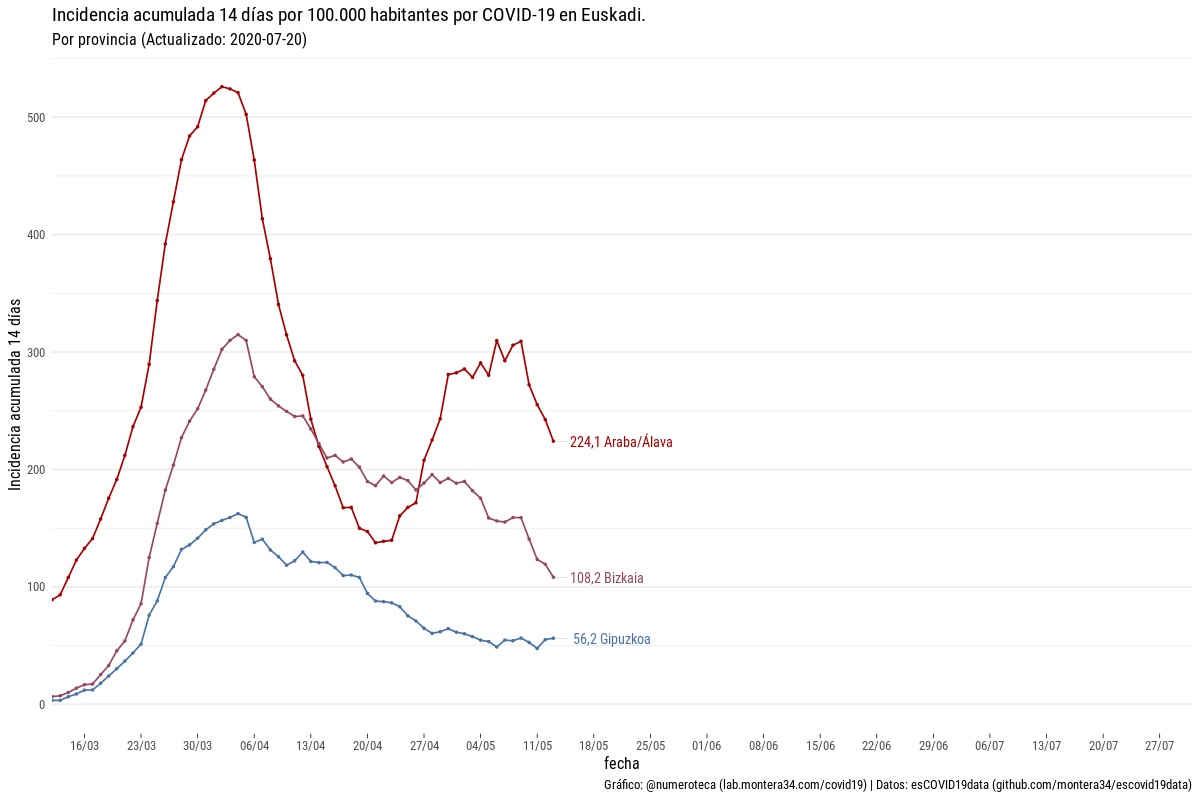 Incidencia acumulada 14 días por 100.000 habitantes por COVID-19 en Euskadi.
Por provincia (Actualizado: 2020-07-20)
Incidencia acumulada 14 días
500
400
300
200
100
0
224,1 Araba/Álava
108,2 Bizkaia
56,2 Gipuzkoa
16/03 23/03 30/03 06/04 13/04 20/04 27/04 04/05 11/05 18/05 25/05 01/06 08/06 15/06 22/06 29/06 06/07 13/07 20/07 27/07
fecha
Gráfico: @numeroteca (lab.montera34.com/covid19) | Datos: esCOVID19data (github.com/montera34/escovid19data)